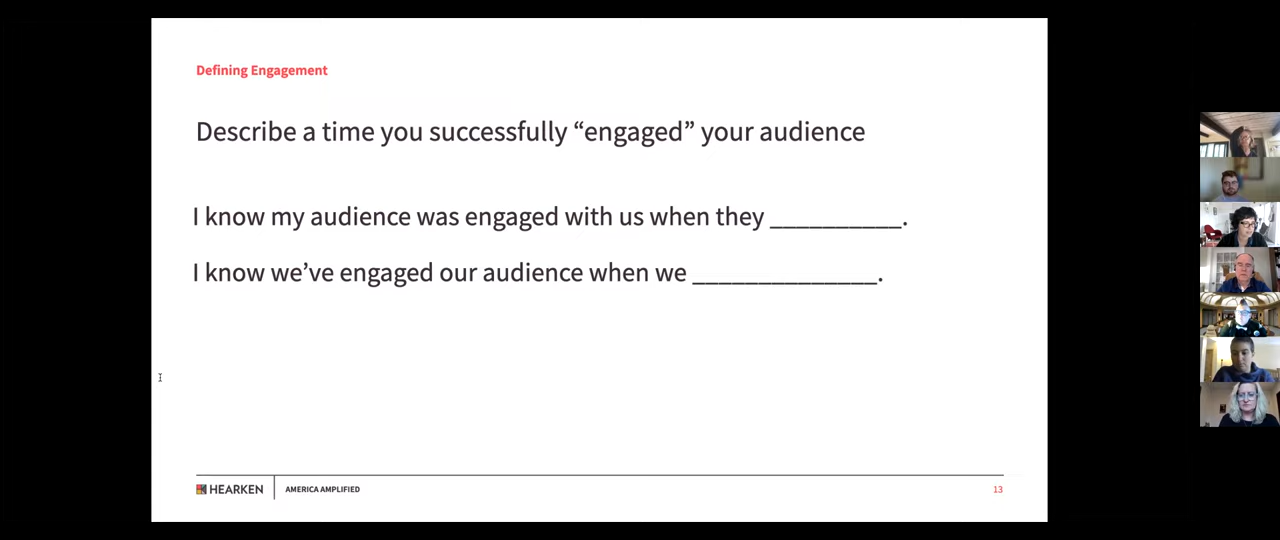 Defining Engagement
Describe a time you successfully “engaged” your audience
I know my audience was engaged with us when they __________.
I know we’ve engaged our audience when we ______________.
HEARKEN
AMERICA AMPLIFIED
13